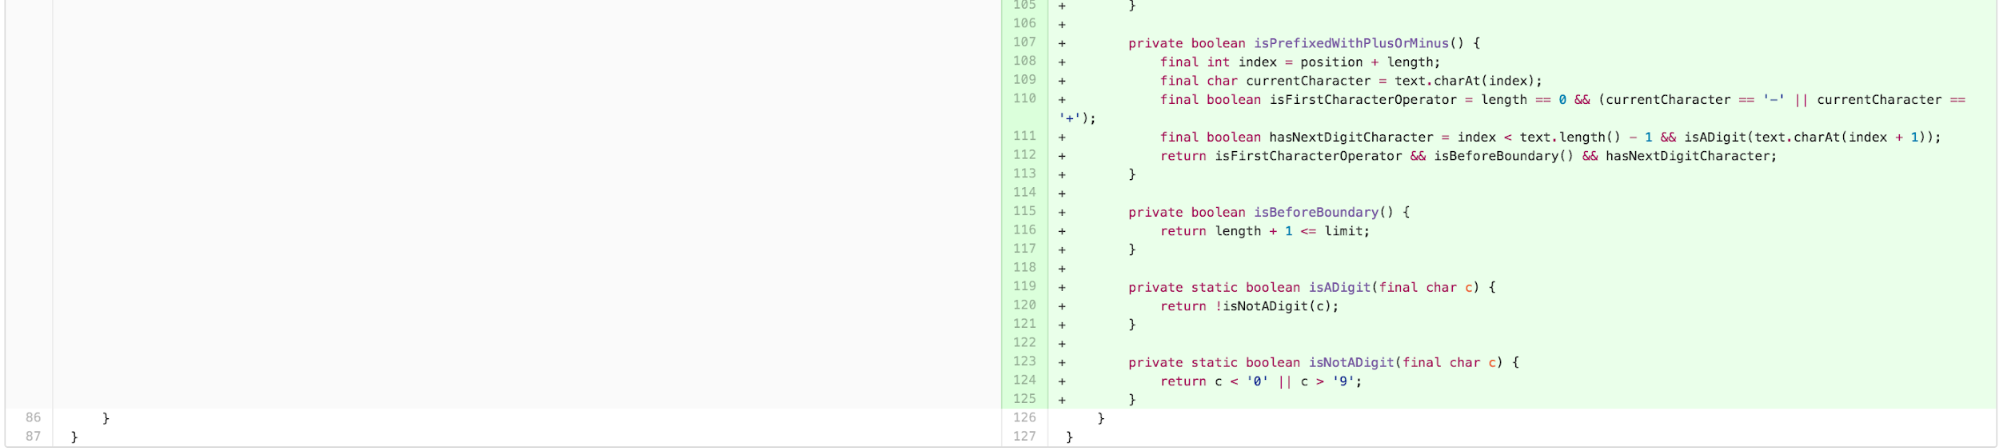 105 + }
106 +
107 + private boolean isPrefixedWithPlusOrMinus() {
108 + final int index = position + length;
109 + final char currentCharacter = text.charAt(index);
110 + final boolean isFirstCharacterOperator = length == 0 && (currentCharacter == '-' || currentCharacter ==
'+');
111 + final boolean hasNextDigitCharacter = index < text.length() - 1 && isADigit(text.charAt(index + 1));
112 + return isFirstCharacterOperator && isBeforeBoundary() && hasNextDigitCharacter;
113 + }
114 +
115 + private boolean isBeforeBoundary() {
116 + return length + 1 <= limit;
117 + }
118 +
119 + private static boolean isADigit(final char c) {
120 + return !isNotADigit(c);
121 + }
122 +
123 + private static boolean isNotADigit(final char c) {
124 + return c < '0' || c > '9';
125 + }
86 } 126 }
87 } 127 }